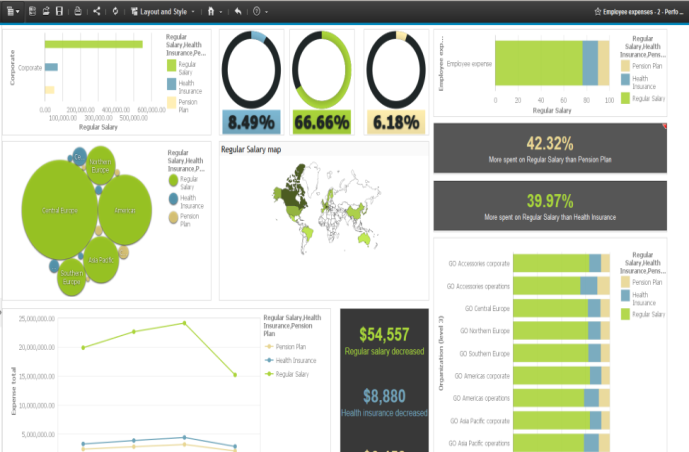 Layout and Style
Employee expenses - 2 - Perfo...
Corporate
Corporate
0.00
100,000.00
200,000.00
300,000.00
400,000.00
500,000.00
600,000.00
Regular Salary
Regular
Salary,Health
Insurance,Pe...
Regular
Salary
Health
Insurance
Pension
Plan
8.49%
66.66%
6.18%
Employee exp...
Employee expense
0
20
40
60
80
100
Regular Salary
Regular
Salary,Health
Insurance,Pens...
Pension Plan
Health
Insurance
Regular Salary
42.32%
More spent on Regular Salary than Pension Plan
39.97%
More spent on Regular Salary than Health Insurance
Ce...
Northern
Europe
Central Europe
Americas
Asia Pacific
Southern
Europe
Regular
Salary,Health
Insurance,P...
Regular
Salary
Health
Insurance
Pension
Plan
Regular Salary map
Organization (level 3)
GO Accessories corporate
GO Accessories operations
GO Central Europe
GO Northern Europe
GO Southern Europe
GO Americas corporate
GO Americas operations
GO Asia Pacific corporate
GO Asia Pacific operations
Regular
Salary,Health
Insurance,Pens...
Pension Plan
Health
Insurance
Regular Salary
Expense total
25,000,000.00
20,000,000.00
15,000,000.00
10,000,000.00
5,000,000.00
Regular Salary,Health
Insurance,Pension
Plan
Pension Plan
Health Insurance
Regular Salary
$54,557
Regular salary decreased
$8,880
Health insurance decreased